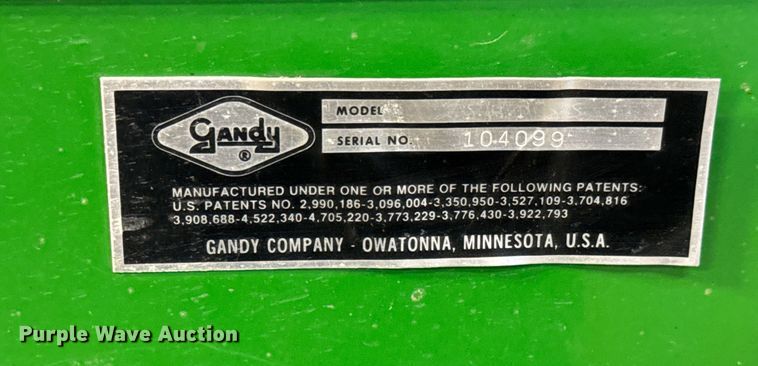 Gandy
®
MODEL
SERIAL NO. 104099
MANUFACTURED UNDER ONE OR MORE OF THE FOLLOWING PATENTS:
U.S. PATENTS NO. 2,990,186-3,096,004-3,350,950-3,527,109-3,704,816
3,908,688-4,522,340-4,705,220-3,773,229-3,776,430-3,922,793
GANDY COMPANY - OWATONNA, MINNESOTA, U.S.A.
Purple Wave Auction